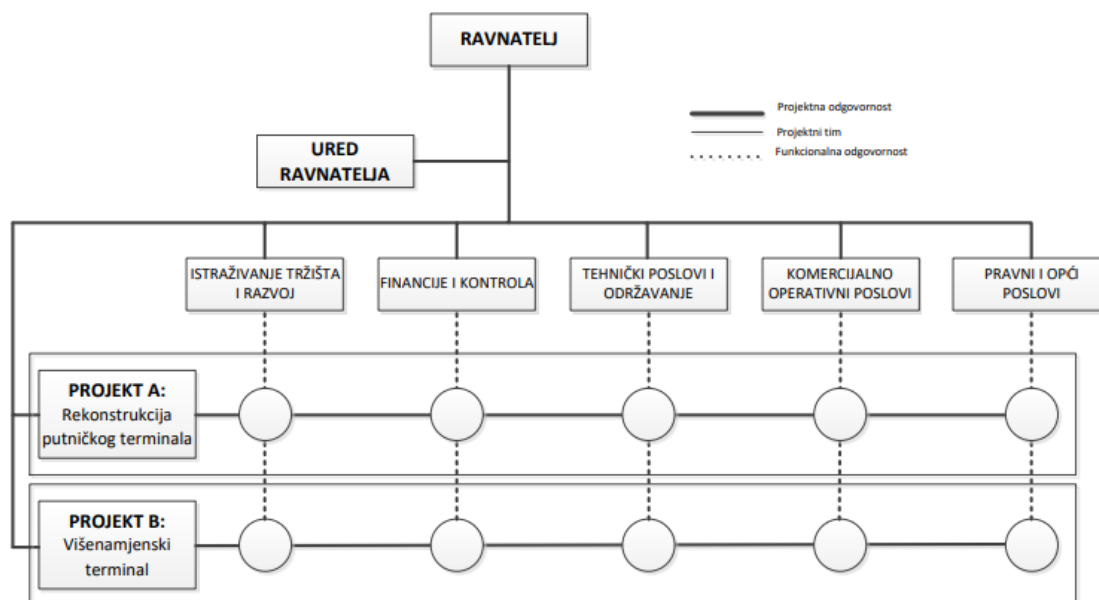 RAVNATELJ
Projektna odgovornost
Projektni tim
Funkcionalna odgovornost
URED
RAVNATELJA
ISTRAŽIVANJE TRŽIŠTA
I RAZVOJ
FINANCIJE I KONTROLA
TEHNIČKI POSLOVI I
ODRŽAVANJE
KOMERCIJALNO
OPERATIVNI POSLOVI
PRAVNI I OPĆI
POSLOVI
PROJEKT A:
Rekonstrukcija
putničkog terminala
PROJEKT B:
Višenamjenski
terminal